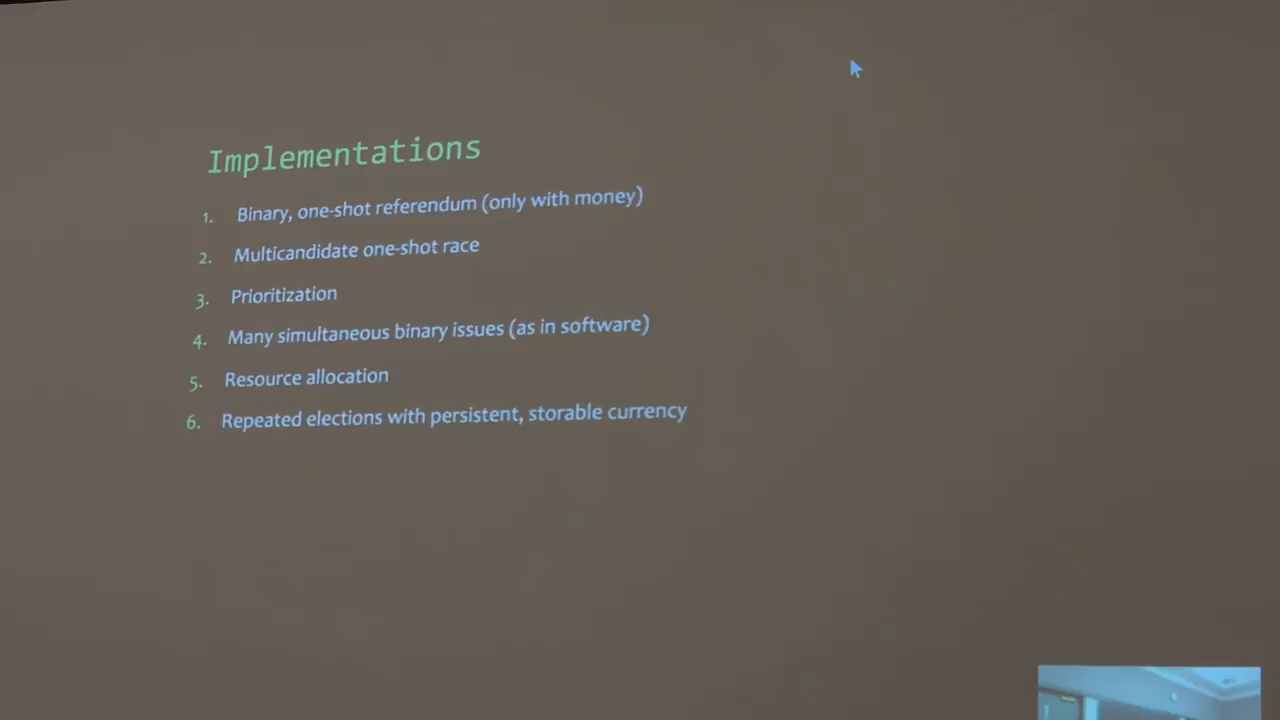 Implementations
1. Binary, one-shot referendum (only with money)
2. Multicandidate one-shot race
3. Prioritization
4. Many simultaneous binary issues (as in software)
5. Resource allocation
6. Repeated elections with persistent, storable currency